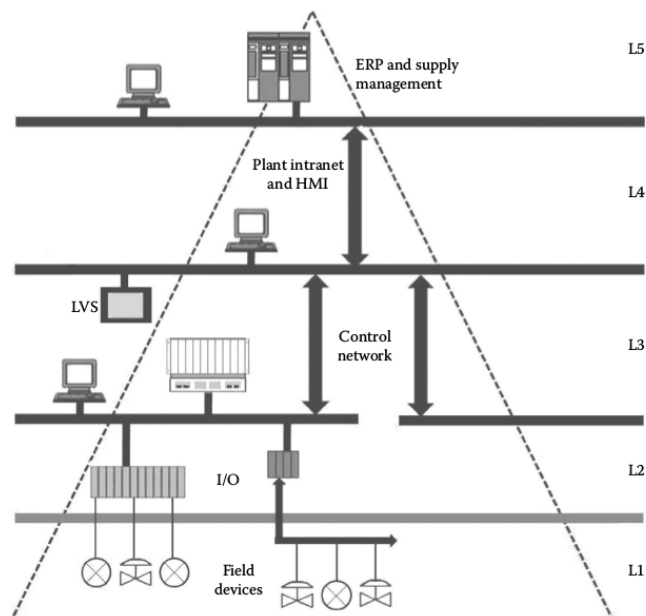 L5
ERP and supply
management
Plant intranet
and HMI
L4
LVS
Control
network
L3
I/O
L2
Field
devices
L1